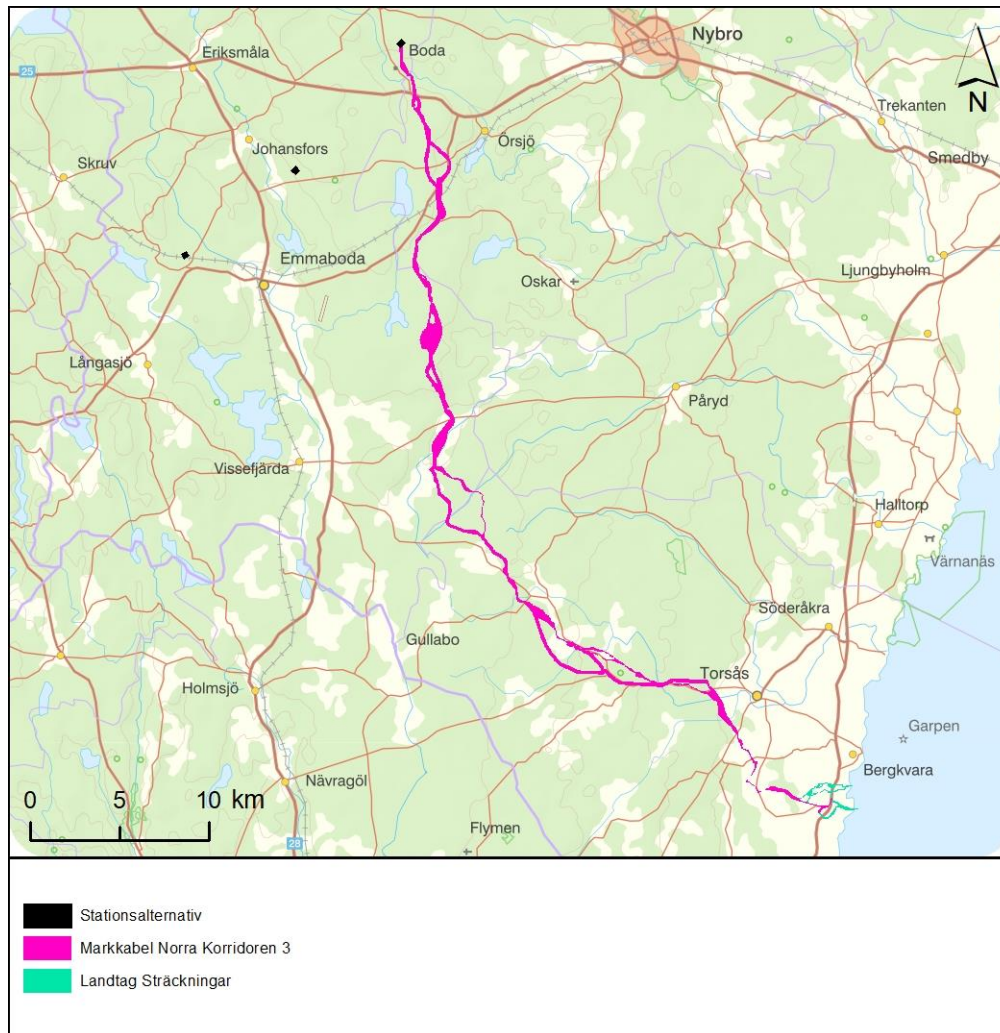 Nybro
Boda
Eriksmåla
25
N
Trekanten
Örsjö
Johansfors
Smedby
Skruv
Emmaboda
Ljungbyholm
Oskar
Långasjö
Påryd
Vissefjärda
Halltorp
Värnanäs
Söderåkra
Gullabo
Torsås
Holmsjö
Garpen
Bergkvara
Nävragöl
0 5 10 km
Flymen
28
Stationsalternativ
Markkabel Norra Korridoren 3
Landtag Sträckningar